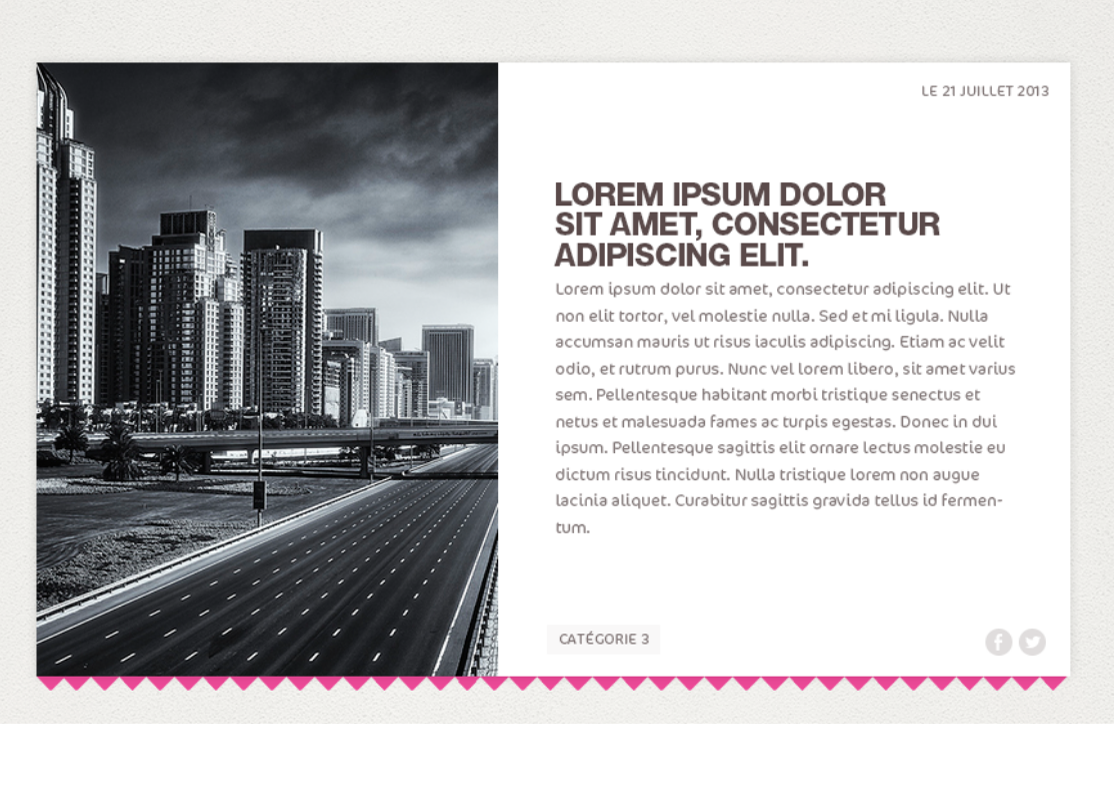 LE 21 JUILLET 2013
LOREM IPSUM DOLOR
SIT AMET, CONSECTETUR
ADIPISCING ELIT.
Lorem ipsum dolor sit amet, consectetur adipiscing elit. Ut
non elit tortor, vel molestie nulla. Sed et mi ligula. Nulla
accumsan mauris ut risus iaculis adipiscing. Etiam ac velit
odio, et rutrum purus. Nunc vel lorem libero, sit amet varius
sem. Pellentesque habitant morbi tristique senectus et
netus et malesuada fames ac turpis egestas. Donec in dui
ipsum. Pellentesque sagittis elit ornare lectus molestie eu
dictum risus tincidunt. Nulla tristique lorem non augue
lacinia aliquet. Curabitur sagittis gravida tellus id fermen-
tum.
CATÉGORIE 3